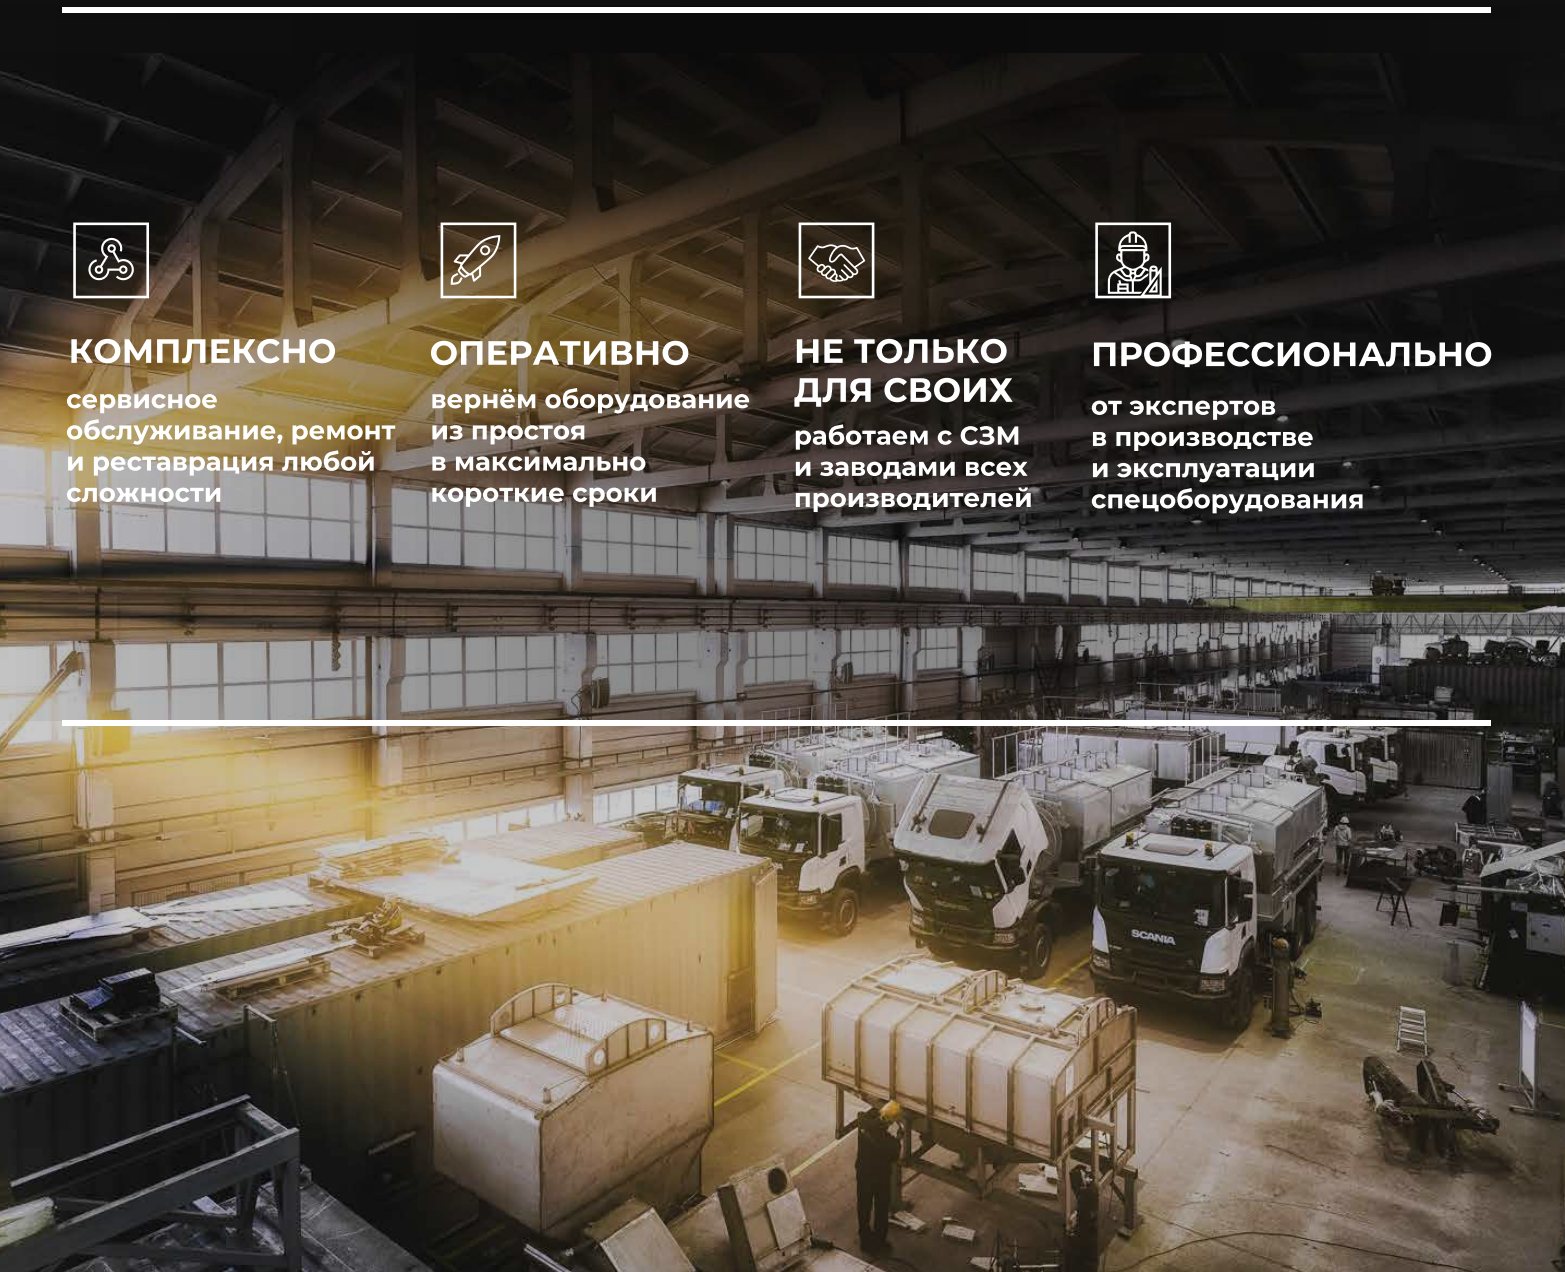 КОМПЛЕКСНО
сервисное
обслуживание, ремонт
и реставрация любой
сложности
ОПЕРАТИВНО
вернём оборудование
из простоя
в максимально
короткие сроки
НЕ ТОЛЬКО
ДЛЯ СВОИХ
работаем с СЗМ
и заводами всех
производителей
ПРОФЕССИОНАЛЬНО
от экспертов
в производстве
и эксплуатации
спецоборудования
SCANIA